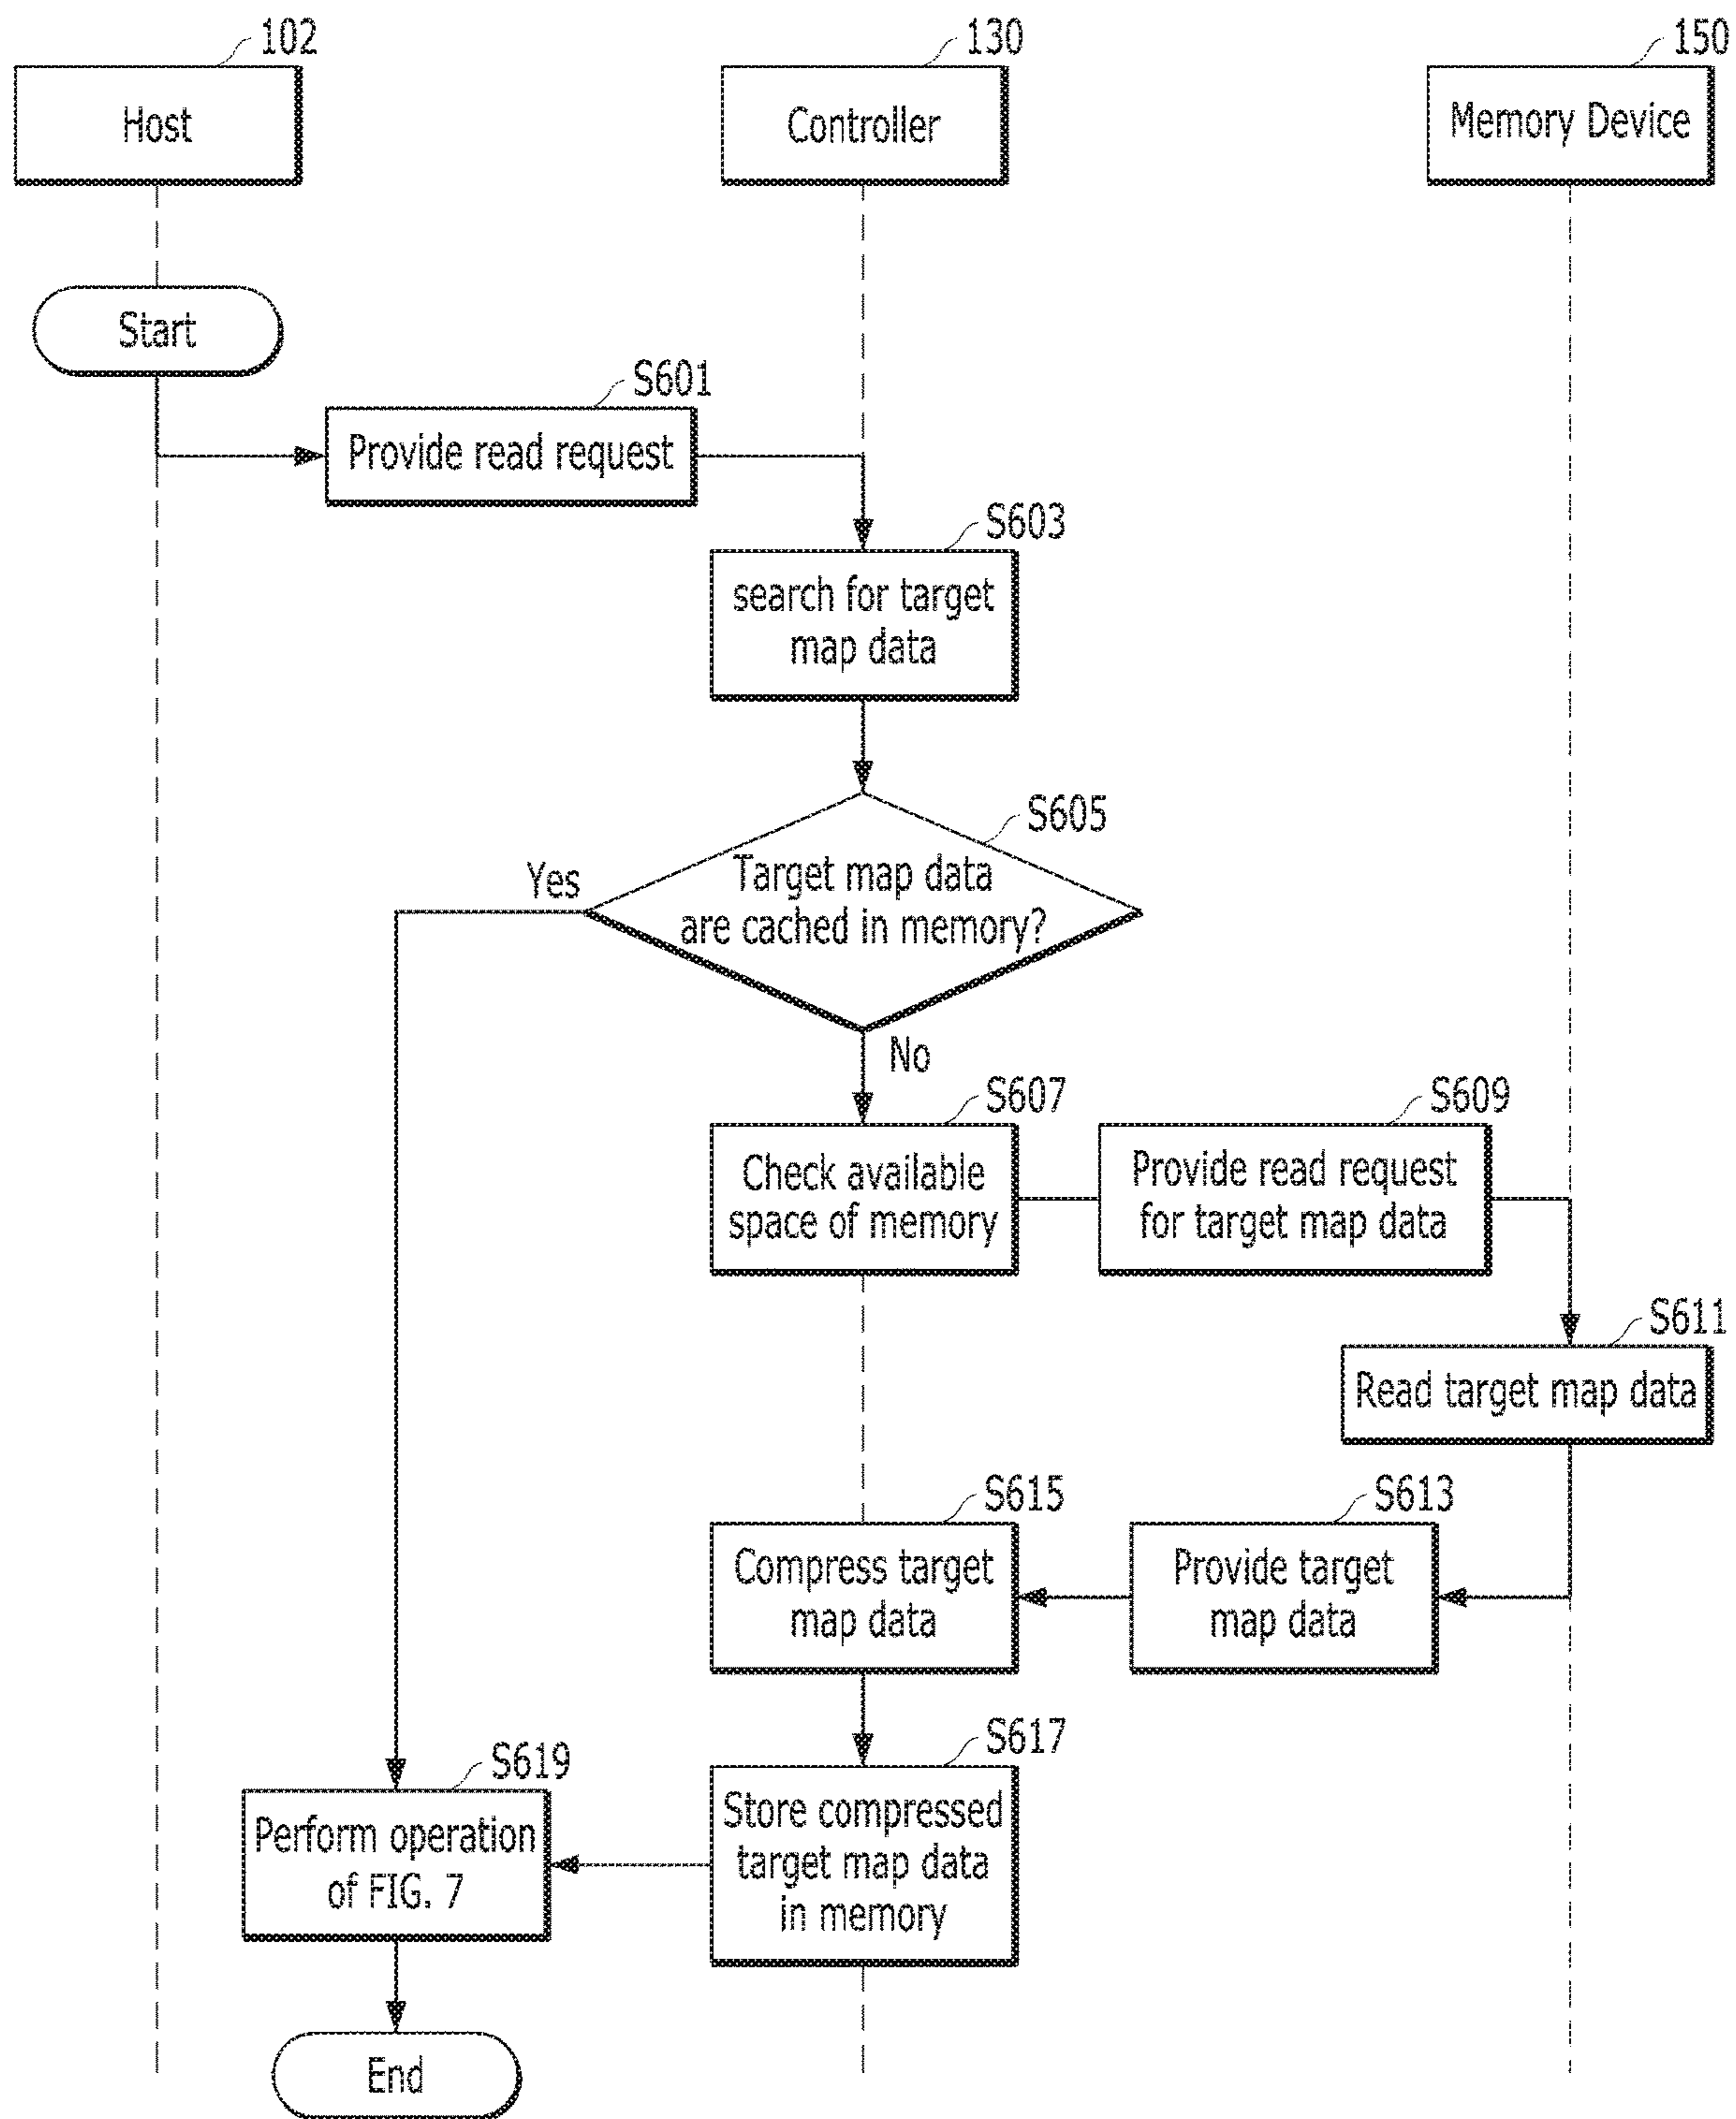 102
130
150
Host
Controller
Memory Device
Start
S601
Provide read request
S603
search for target
map data
S605
Yes
Target map data
are cached in memory?
No
S607
S609
Check available
space of memory
Provide read request
for target map data
S611
Read target map data
S615
S613
Compress target
map data
Provide target
map data
S619
S617
Perform operation
of FIG. 7
Store compressed
target map data
in memory
End